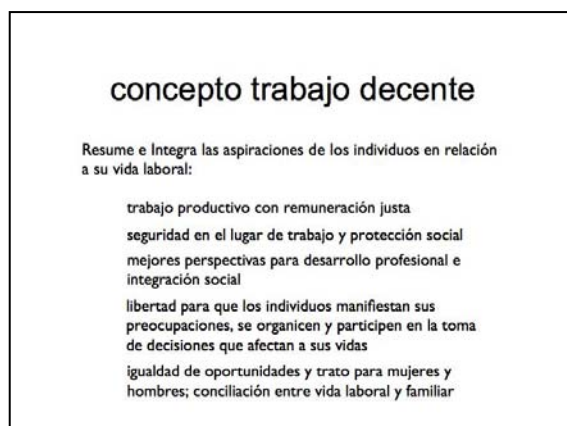 concepto trabajo decente
Resume e Integra las aspiraciones de los individuos en relación
a su vida laboral:
trabajo productivo con remuneración justa
seguridad en el lugar de trabajo y protección social
mejores perspectivas para desarrollo profesional e
integración social
libertad para que los individuos manifiestan sus
preocupaciones, se organicen y participen en la toma
de decisiones que afectan a sus vidas
igualdad de oportunidades y trato para mujeres y
hombres; conciliación entre vida laboral y familiar